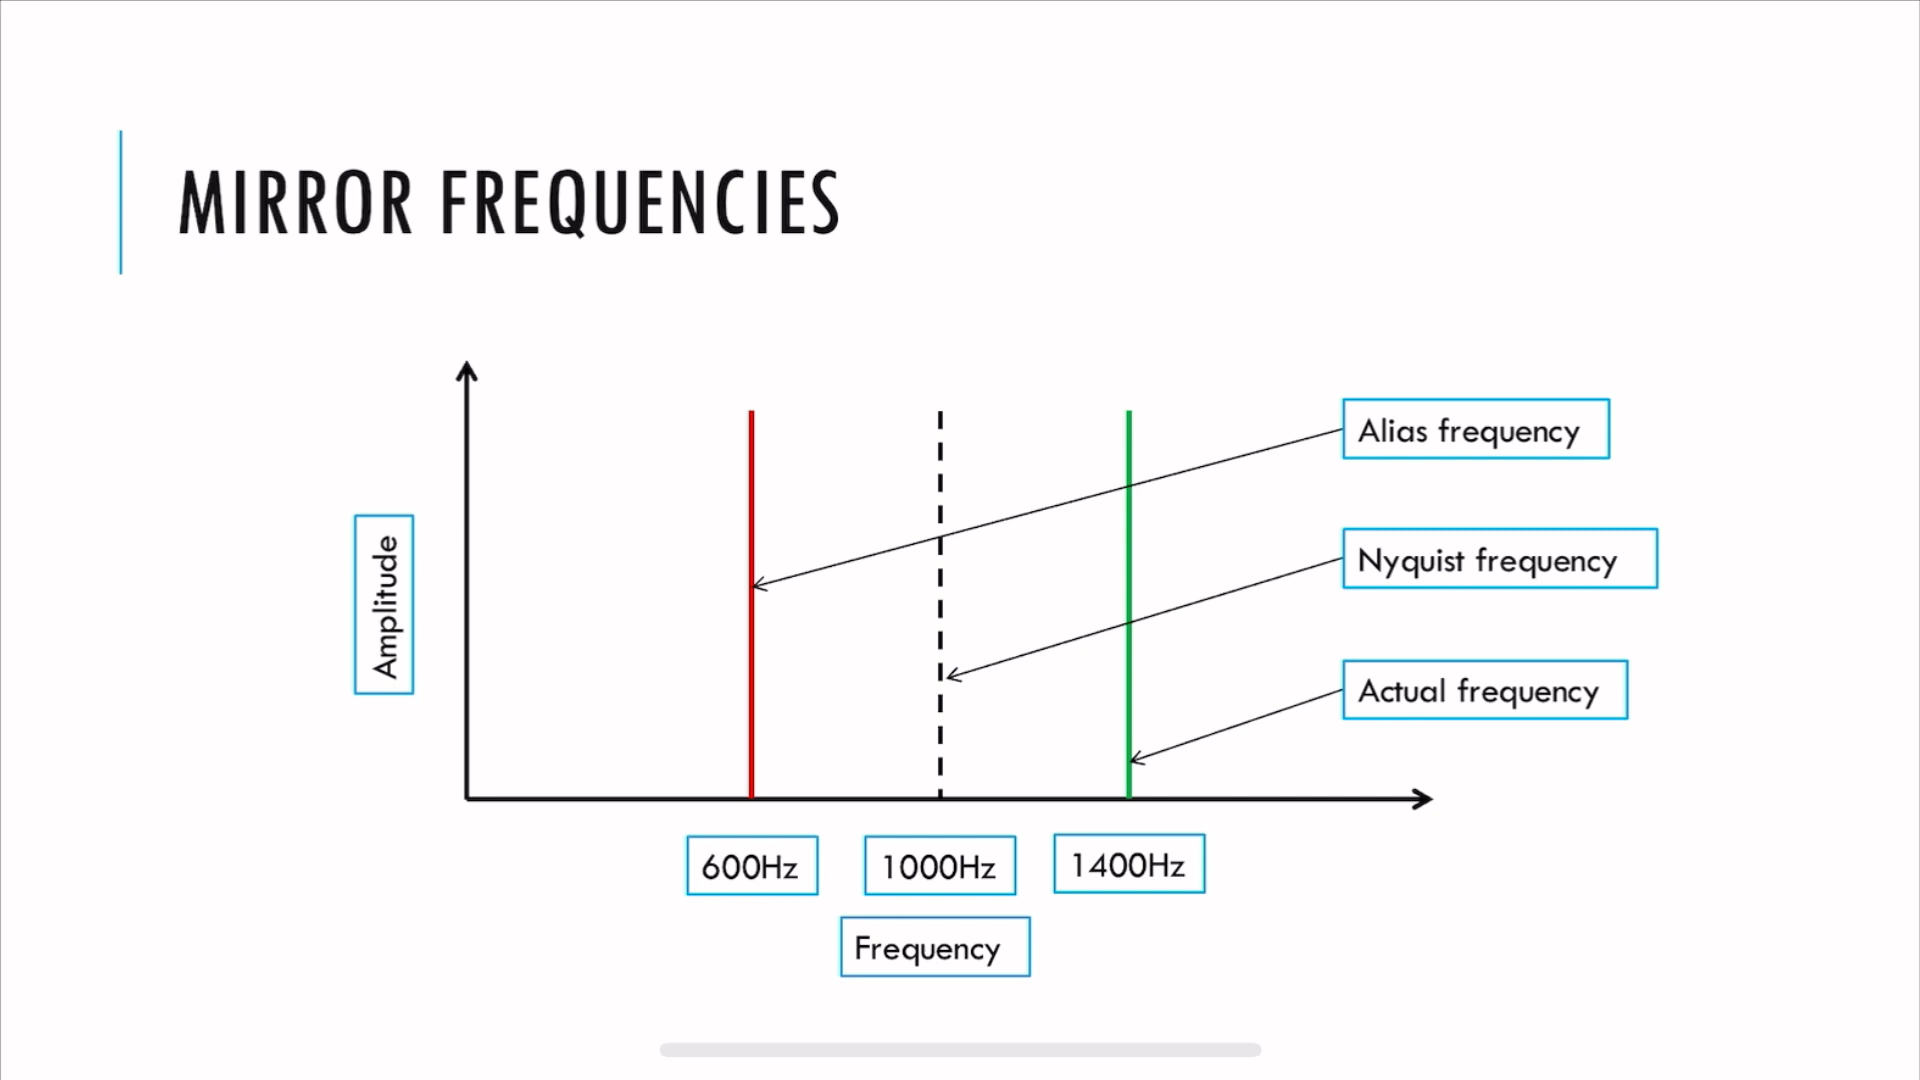 MIRROR FREQUENCIES
Alias frequency
Nyquist frequency
Actual frequency
Amplitude
600Hz
1000Hz
1400Hz
Frequency